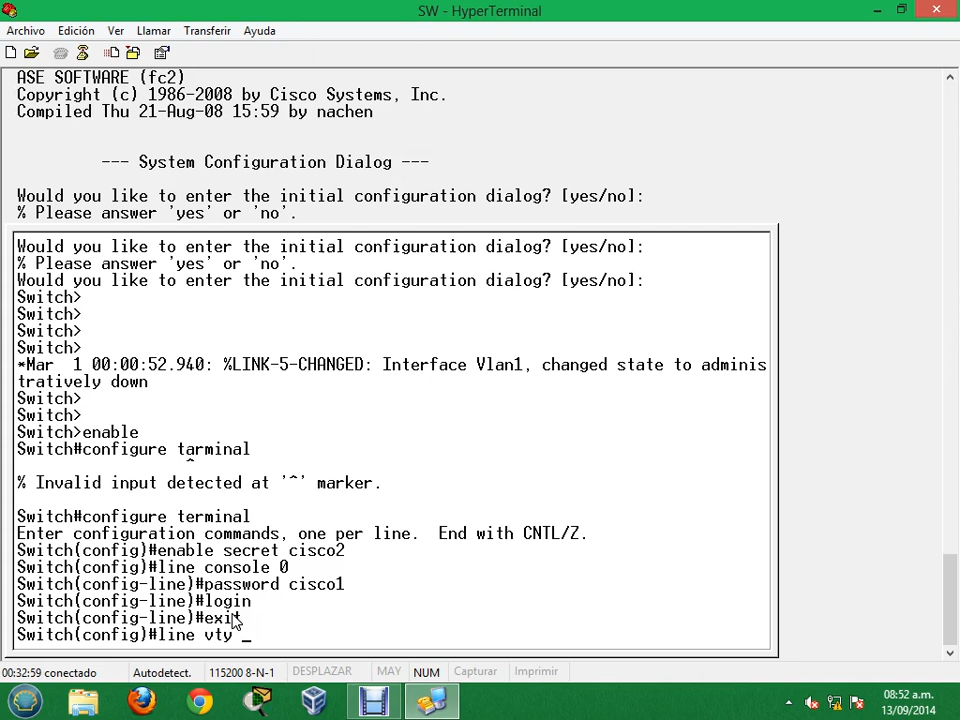 SW - HyperTerminal
Archivo Edición Ver Llamar Transferir Ayuda
ASE SOFTWARE (fc2)
Copyright (c) 1986-2008 by Cisco Systems, Inc.
Compiled Thu 21-Aug-08 15:59 by nachen
--- System Configuration Dialog ---
Would you like to enter the initial configuration dialog? [yes/no]:
% Please answer 'yes' or 'no'.
Would you like to enter the initial configuration dialog? [yes/no]:
% Please answer 'yes' or 'no'.
Would you like to enter the initial configuration dialog? [yes/no]:
Switch>
Switch>
Switch>
Switch>
*Mar  1 00:00:52.940: %LINK-5-CHANGED: Interface Vlan1, changed state to adminis
tratively down
Switch>
Switch>
Switch>enable
Switch#configure tarminal
^
% Invalid input detected at '^' marker.
Switch#configure terminal
Enter configuration commands, one per line.  End with CNTL/Z.
Switch(config)#enable secret cisco2
Switch(config)#line console 0
Switch(config-line)#password cisco1
Switch(config-line)#login
Switch(config-line)#exit
Switch(config)#line vty _
00:32:59 conectado Autodetect. 115200 8-N-1 DESPLAZAR MAY NUM Capturar Imprimir
08:52 a.m.
13/09/2014